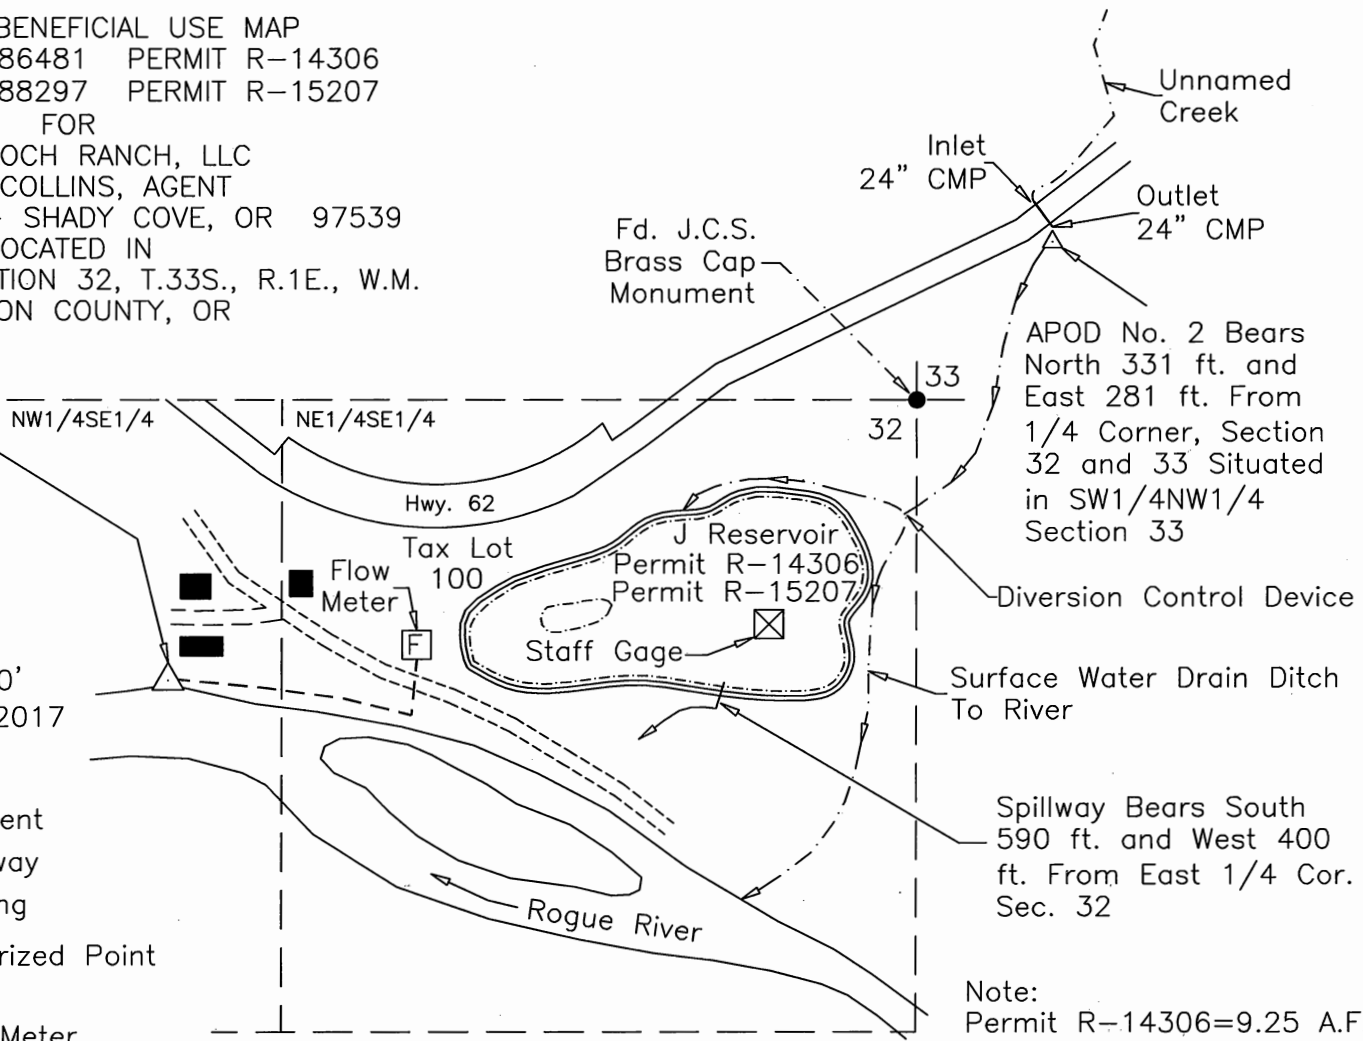 BENEFICIAL USE MAP
86481 PERMIT R-14306
88297 PERMIT R-15207
FOR
OCH RANCH, LLC
COLLINS, AGENT
SHADY COVE, OR 97539
OCATED IN
TION 32, T.33S., R.1E., W.M.
ON COUNTY, OR
Unnamed
Creek
Inlet
24" CMP
Outlet
24" CMP
Fd. J.C.S.
Brass Cap
Monument
APOD No. 2 Bears
North 331 ft. and
East 281 ft. From
1/4 Corner, Section
32 and 33 Situated
in SW1/4NW1/4
Section 33
33
32
NW1/4SE1/4
NE1/4SE1/4
Hwy. 62
Tax Lot
100
Flow
Meter
F
J Reservoir
Permit R-14306
Permit R-15207
Staff Gage
Diversion Control Device
Surface Water Drain Ditch
To River
0'
2017
ent
way
ng
rized Point
Meter
Spillway Bears South
590 ft. and West 400
ft. From East 1/4 Cor.
Sec. 32
Rogue River
Note:
Permit R-14306=9.25 A.F